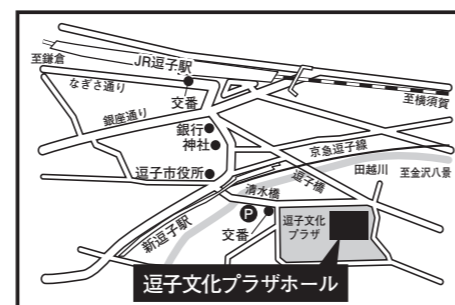 至鎌倉
JR逗子駅
なぎさ通り
交番
至横須賀
銀座通り
銀行
神社
京急逗子線
逗子市役所
逗子橋
田越川
至金沢八景
清水橋
新逗子駅
P
交番
逗子文化
プラザ
逗子文化プラザホール